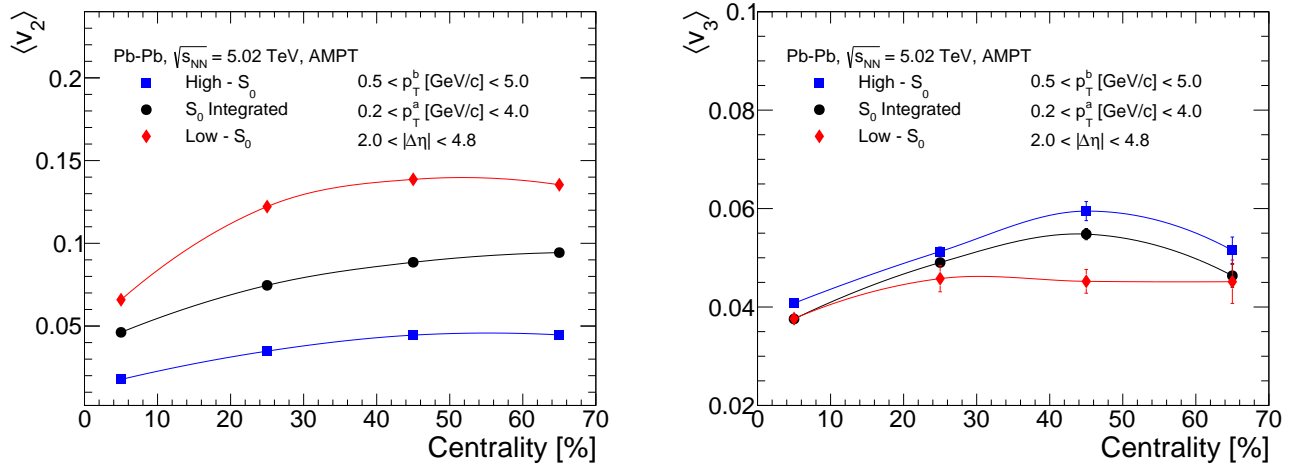 ⟨v₂⟩
Pb-Pb, √s_NN = 5.02 TeV, AMPT
High - S₀
S₀ Integrated
Low - S₀
0.5 < p_T^b [GeV/c] < 5.0
0.2 < p_T^a [GeV/c] < 4.0
2.0 < |Δη| < 4.8
0.2
0.15
0.1
0.05
0 10 20 30 40 50 60 70
Centrality [%]
⟨v₃⟩
Pb-Pb, √s_NN = 5.02 TeV, AMPT
High - S₀
S₀ Integrated
Low - S₀
0.5 < p_T^b [GeV/c] < 5.0
0.2 < p_T^a [GeV/c] < 4.0
2.0 < |Δη| < 4.8
0.1
0.08
0.06
0.04
0.02
0 10 20 30 40 50 60 70
Centrality [%]